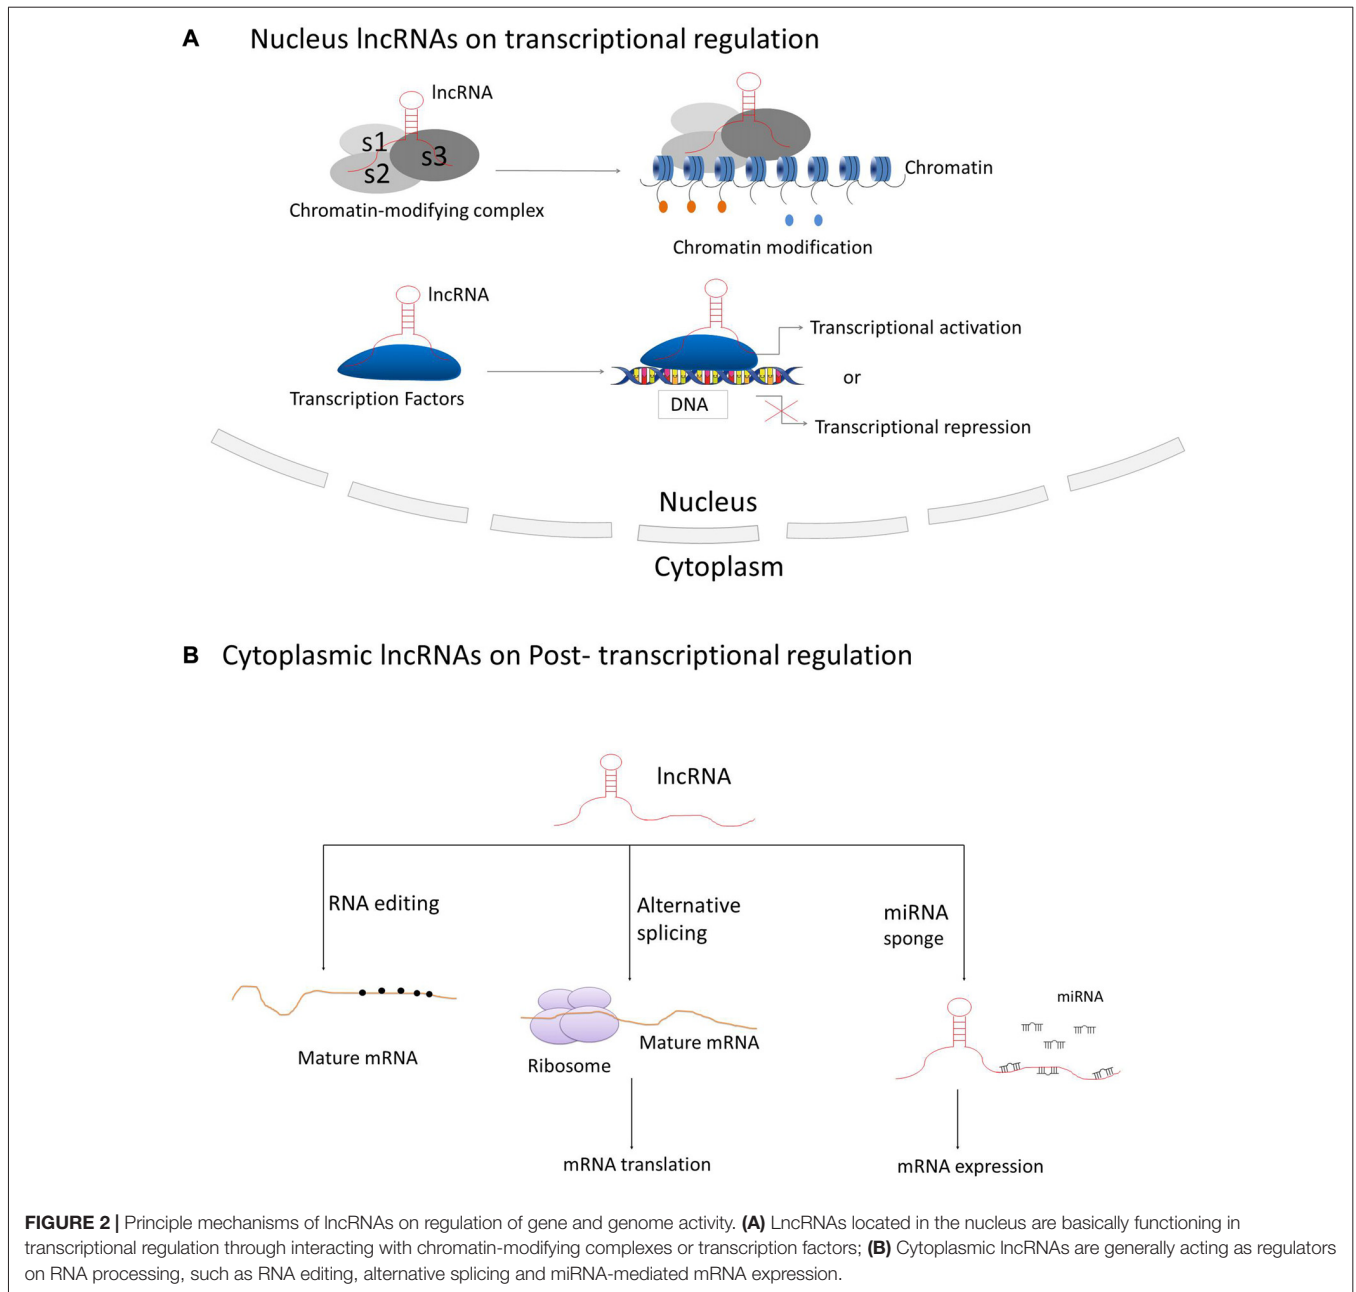 A Nucleus lncRNAs on transcriptional regulation
lncRNA
s1
s2
s3
Chromatin-modifying complex
Chromatin
Chromatin modification
lncRNA
Transcription Factors
DNA
Transcriptional activation
or
Transcriptional repression
Nucleus
Cytoplasm
B Cytoplasmic lncRNAs on Post- transcriptional regulation
lncRNA
RNA editing
Alternative
splicing
miRNA
sponge
Mature mRNA
Ribosome
Mature mRNA
miRNA
mRNA translation
mRNA expression
FIGURE 2 | Principle mechanisms of lncRNAs on regulation of gene and genome activity. (A) LncRNAs located in the nucleus are basically functioning in
transcriptional regulation through interacting with chromatin-modifying complexes or transcription factors; (B) Cytoplasmic lncRNAs are generally acting as regulators
on RNA processing, such as RNA editing, alternative splicing and miRNA-mediated mRNA expression.